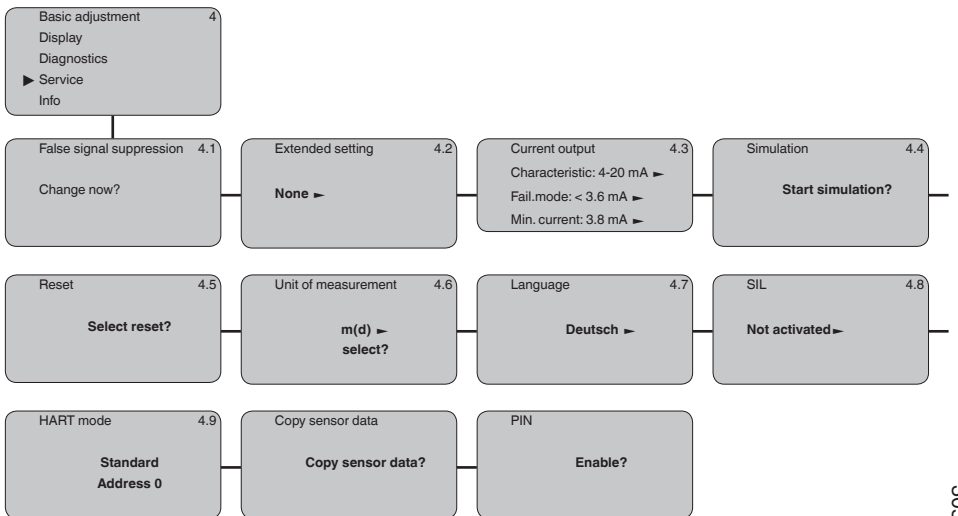 Basic adjustment 4
Display
Diagnostics
▶ Service
Info
False signal suppression 4.1
Change now?
Extended setting 4.2
None ►
Current output 4.3
Characteristic: 4-20 mA ►
Fail.mode: < 3.6 mA ►
Min. current: 3.8 mA ►
Simulation 4.4
Start simulation?
Reset 4.5
Select reset?
Unit of measurement 4.6
m(d) ►
select?
Language 4.7
Deutsch ►
SIL 4.8
Not activated ►
HART mode 4.9
Standard
Address 0
Copy sensor data
Copy sensor data?
PIN
Enable?